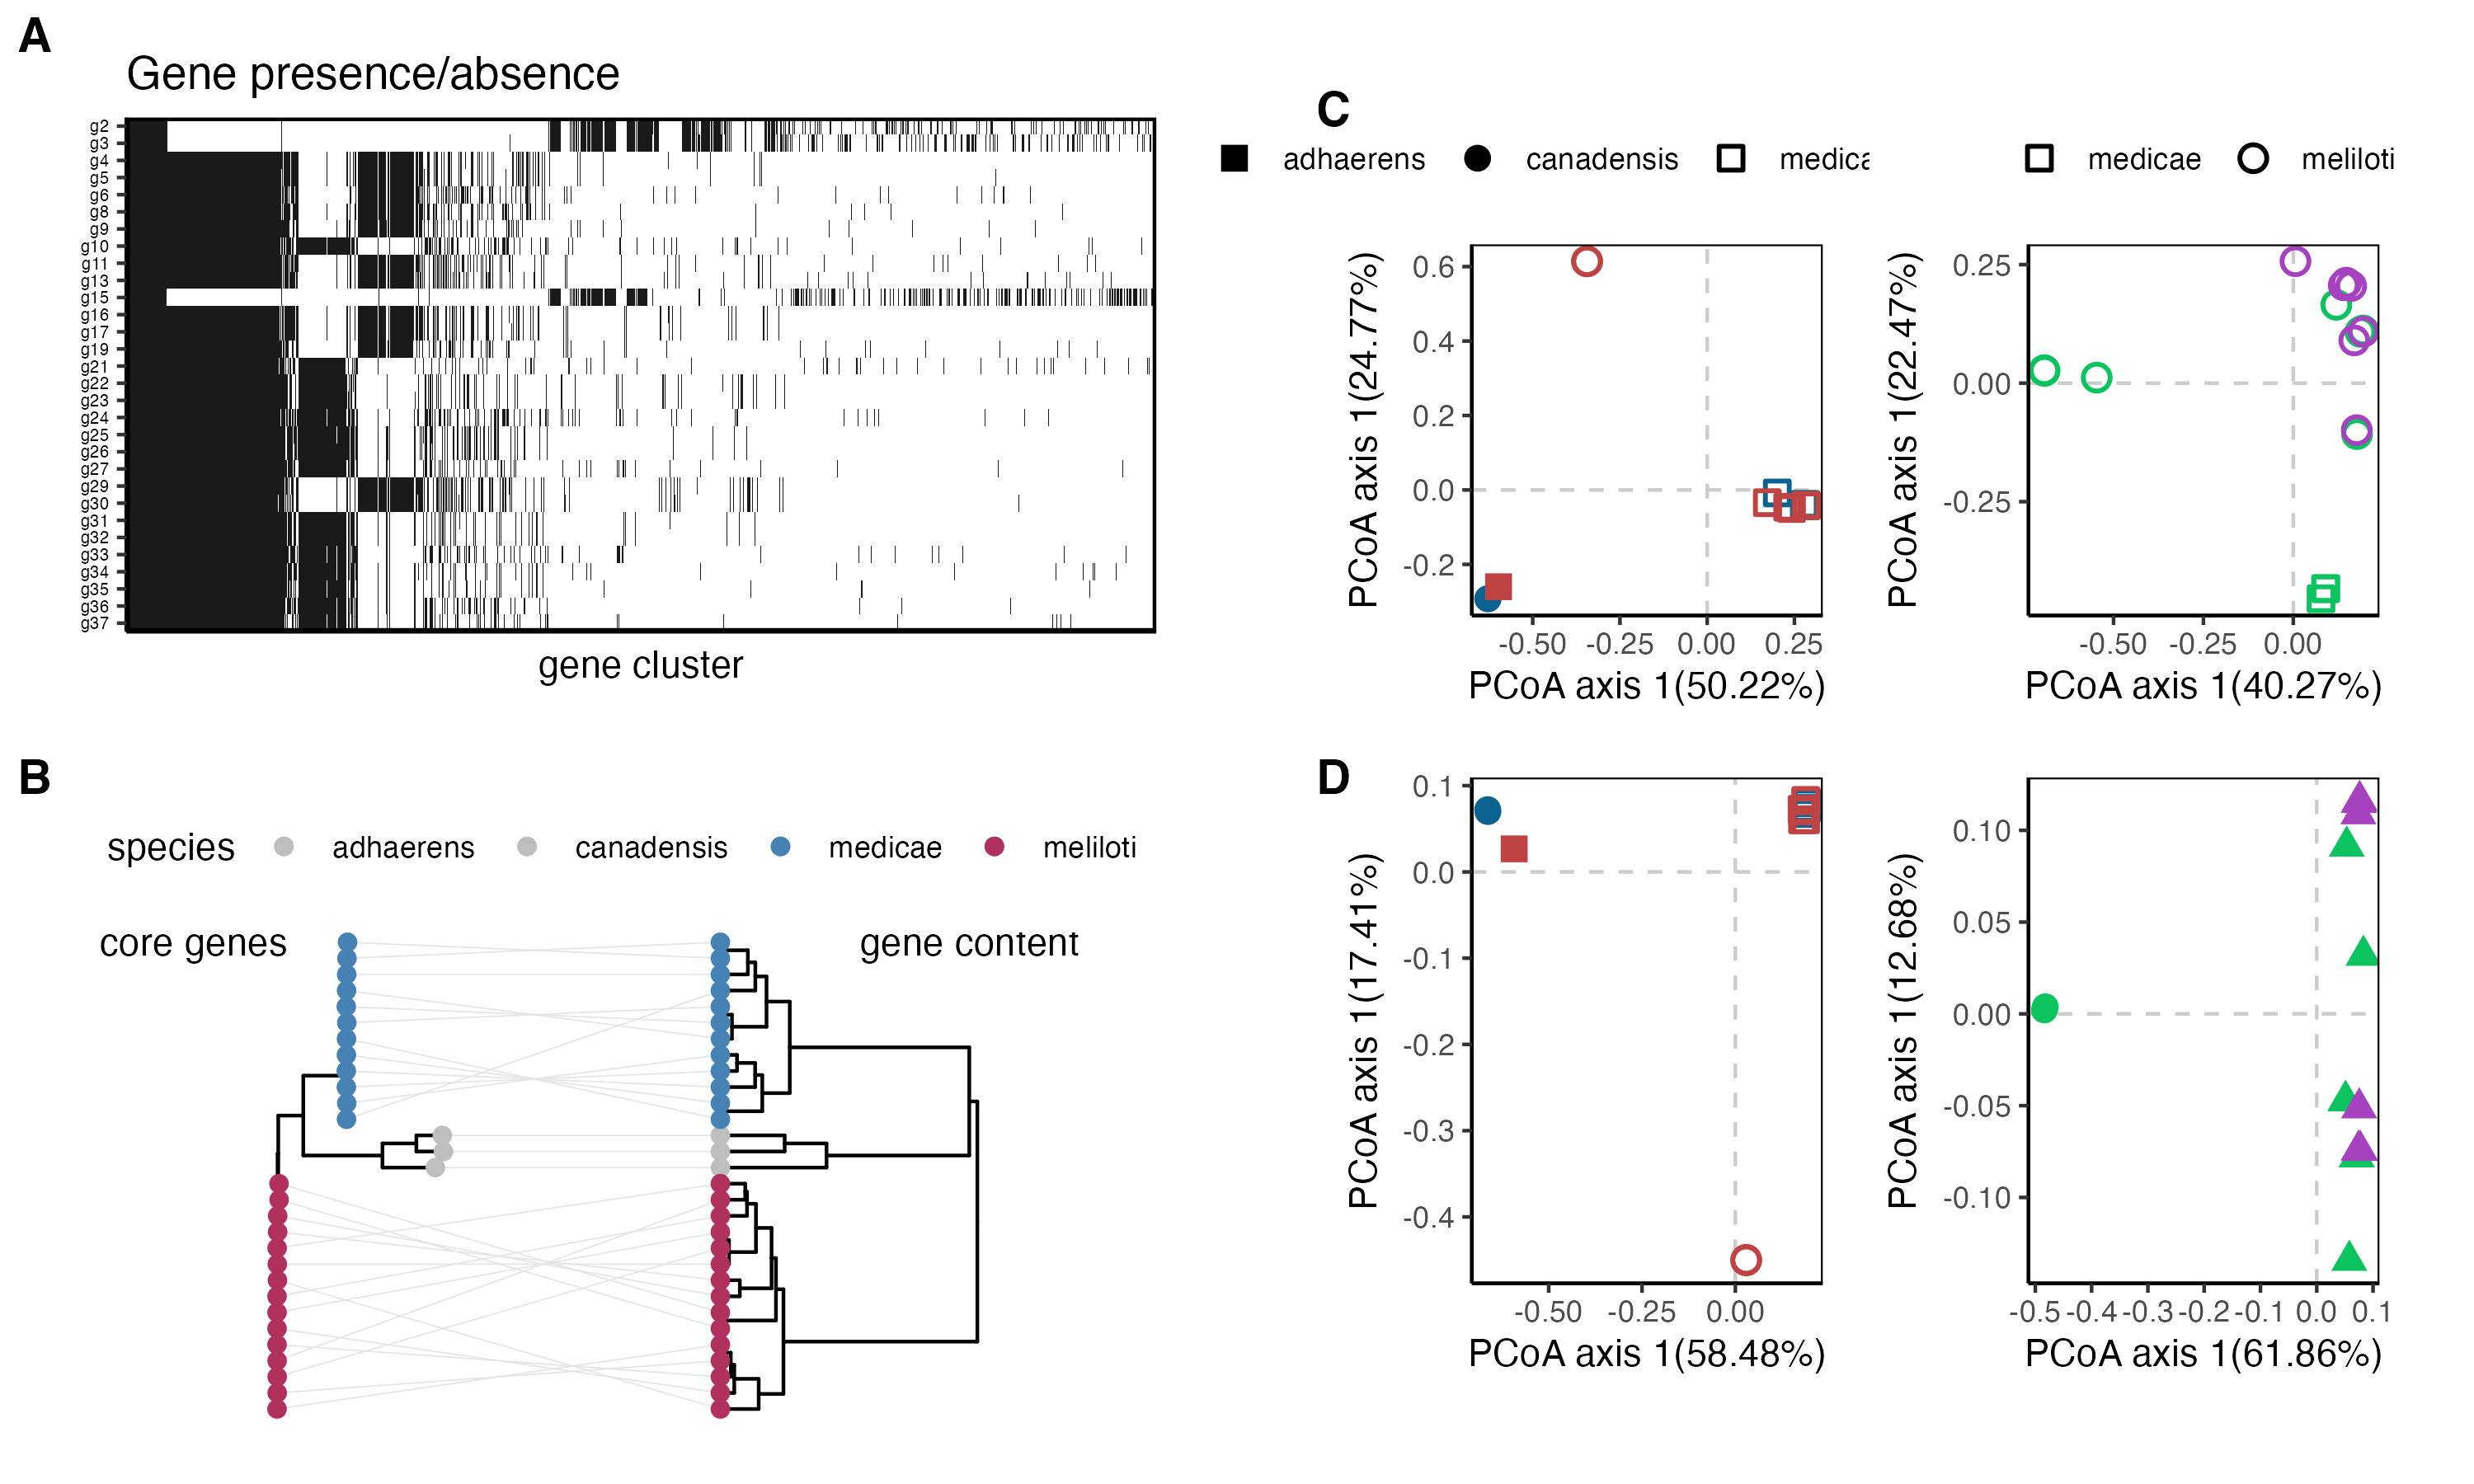 A
Gene presence/absence
g2
g3
g4
g5
g6
g8
g9
g10
g11
g13
g15
g16
g17
g19
g21
g22
g23
g24
g25
g26
g27
g29
g30
g31
g32
g33
g34
g35
g36
g37
gene cluster
B
species adhaerens canadensis medicae meliloti
core genes
gene content
C
adhaerens canadensis medica
medicae meliloti
PCoA axis 1(24.77%)
0.6
0.4
0.2
0.0
-0.2
-0.50 -0.25 0.00 0.25
PCoA axis 1(50.22%)
PCoA axis 1(22.47%)
0.25
0.00
-0.25
-0.50 -0.25 0.00
PCoA axis 1(40.27%)
D
PCoA axis 1(17.41%)
0.1
0.0
-0.1
-0.2
-0.3
-0.4
-0.50 -0.25 0.00
PCoA axis 1(58.48%)
PCoA axis 1(12.68%)
0.10
0.05
0.00
-0.05
-0.10
-0.5 -0.4 -0.3 -0.2 -0.1 0.0 0.1
PCoA axis 1(61.86%)